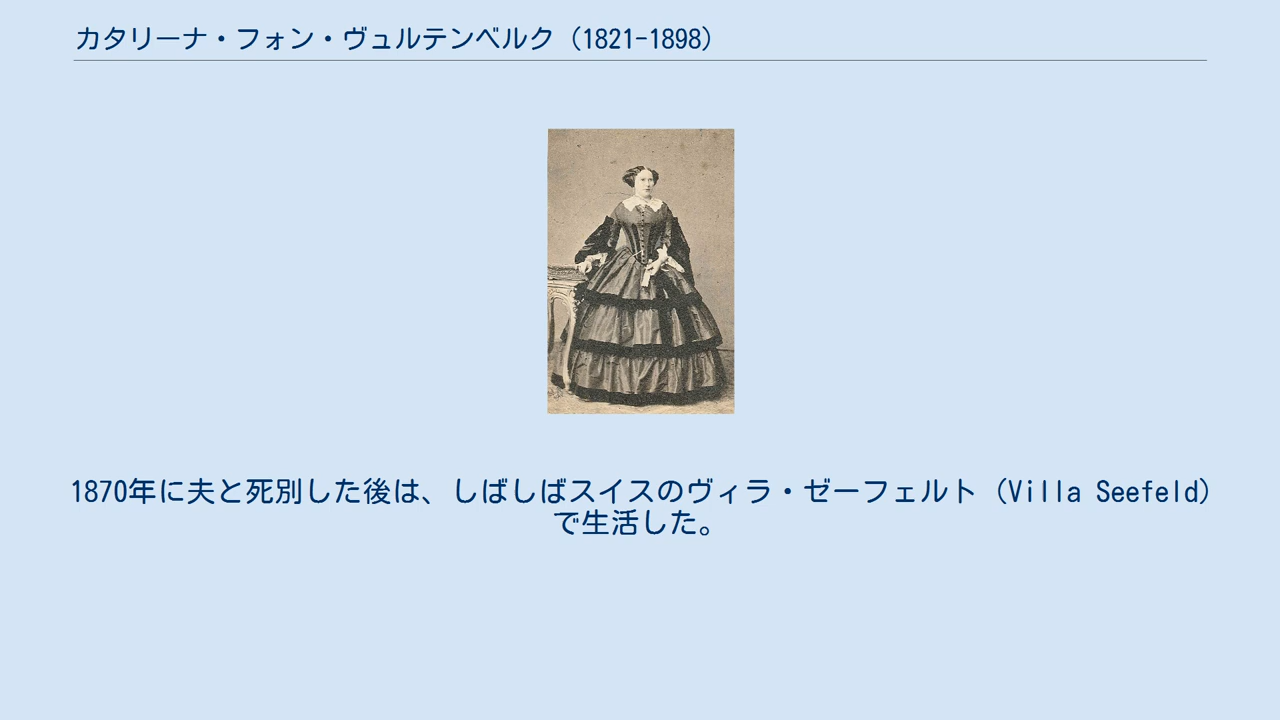 カタリーナ・フォン・ヴュルテンベルク（1821-1898）
1870年に夫と死別した後は、しばしばスイスのヴィラ・ゼーフェルト（Villa Seefeld）
で生活した。